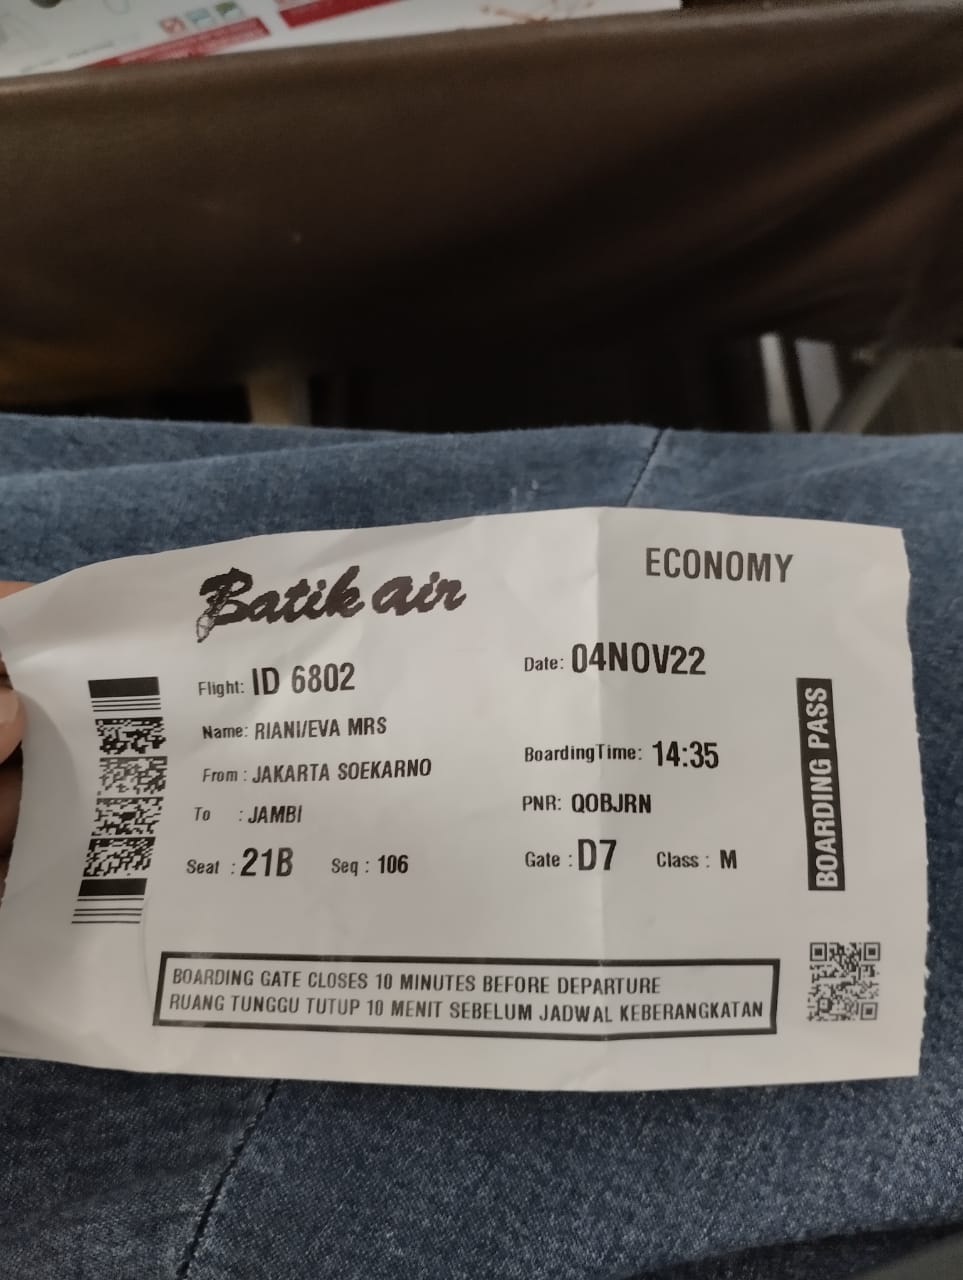 Batik air
ECONOMY
Flight: ID 6802
Date: 04NOV22
Name: RIANI/EVA MRS
From : JAKARTA SOEKARNO
BoardingTime: 14:35
To : JAMBI
PNR: QOBJRN
Seat : 21B Seq : 106
Gate : D7 Class : M
BOARDING PASS
BOARDING GATE CLOSES 10 MINUTES BEFORE DEPARTURE
RUANG TUNGGU TUTUP 10 MENIT SEBELUM JADWAL KEBERANGKATAN